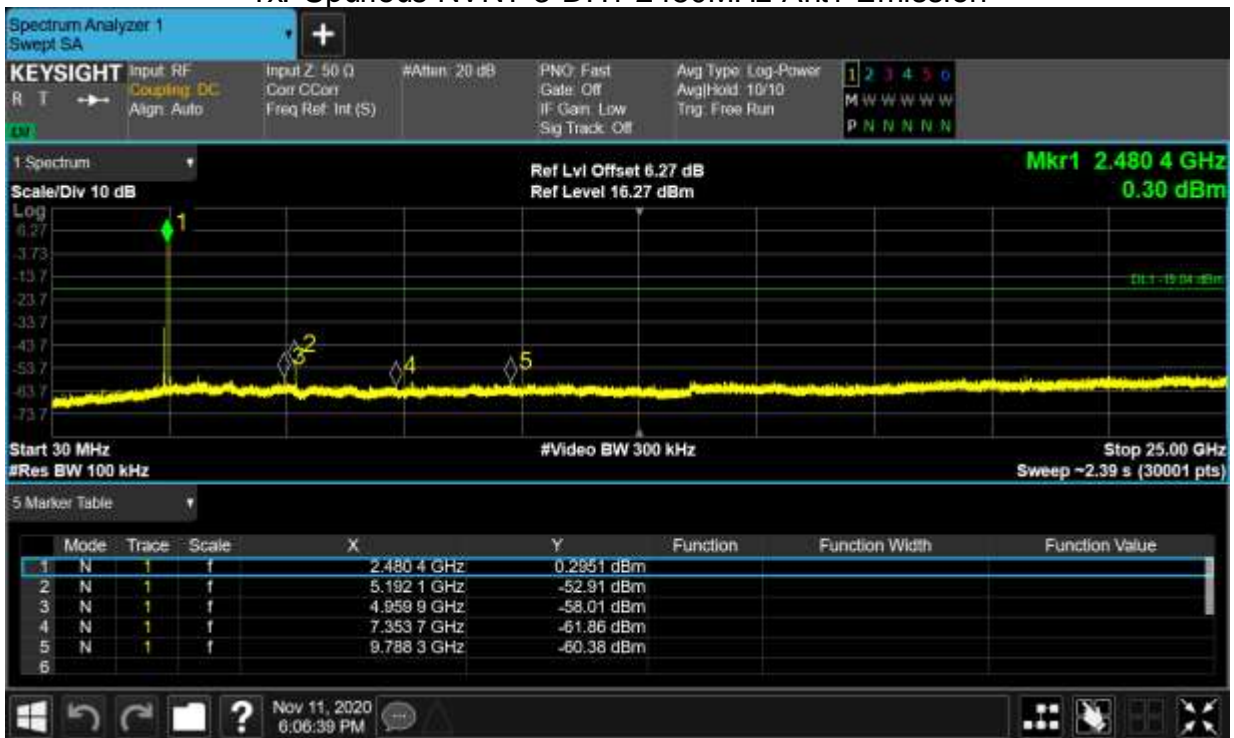 Tx. Spurious NVNT 3-DH1 2480MHz Ant1 Emission
Spectrum Analyzer 1
Swept SA
+
KEYSIGHT Input: RF Input Z: 50 Ω #Atten: 20 dB PNO: Fast Avg Type: Log-Power 1 2 3 4 5 6
R T Coupling: DC Corr CCorr Gate: Off Avg|Hold: 10/10 M W W W W W
Align: Auto Freq Ref: Int (S) IF Gain: Low Trig: Free Run
Sig Track: Off P N N N N N
1 Spectrum Ref Lvl Offset 6.27 dB Mkr1 2.480 4 GHz
Scale/Div 10 dB Ref Level 16.27 dBm 0.30 dBm
Log
6.27
1
-3.73
-13.7
-23.7
-33.7
-43.7
2
3
-53.7
4
5
-63.7
-73.7
Start 30 MHz #Video BW 300 kHz Stop 25.00 GHz
#Res BW 100 kHz Sweep ~2.39 s (30001 pts)
5 Marker Table
Mode Trace Scale X Y Function Function Width Function Value
1 N 1 f 2.480 4 GHz 0.2951 dBm
2 N 1 f 5.192 1 GHz -52.91 dBm
3 N 1 f 4.959 9 GHz -58.01 dBm
4 N 1 f 7.353 7 GHz -61.86 dBm
5 N 1 f 9.788 3 GHz -60.38 dBm
6
? Nov 11, 2020
6:06:39 PM